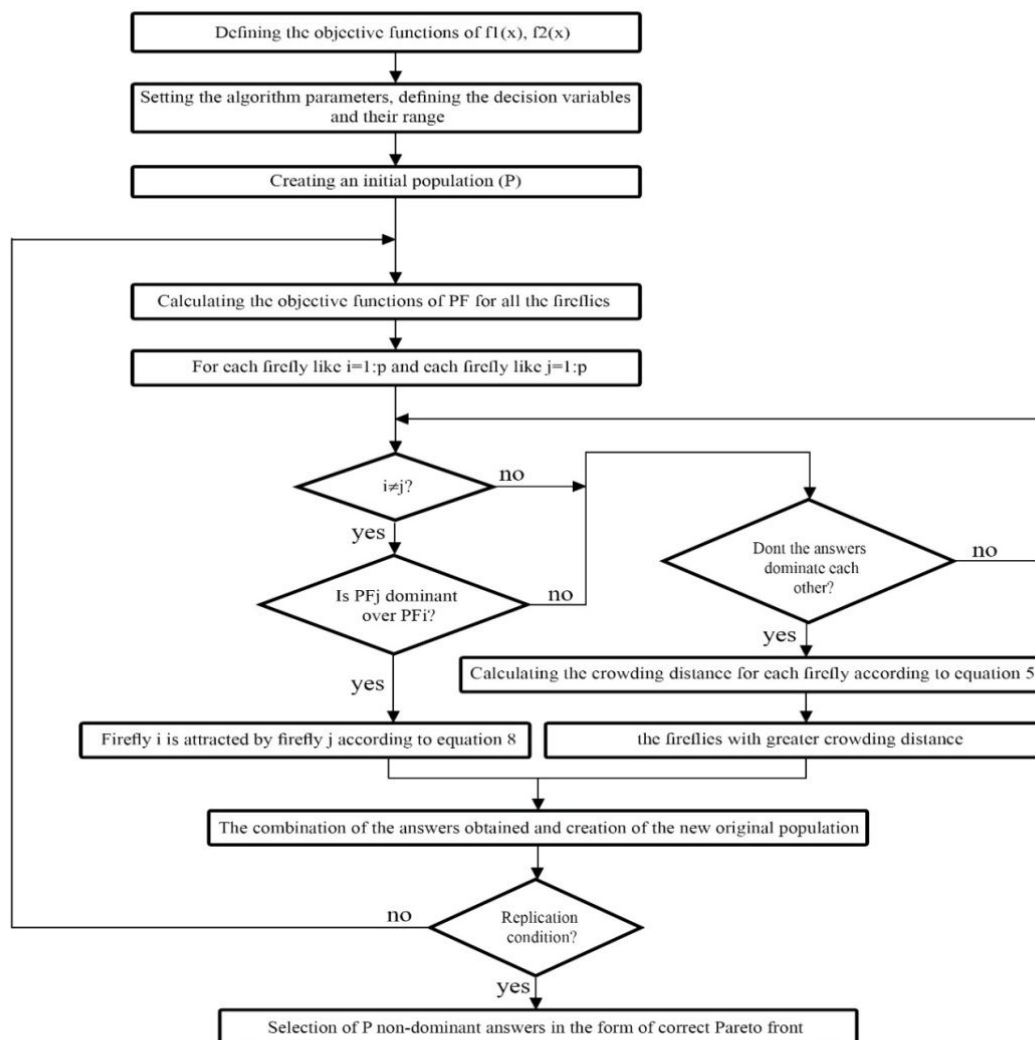 Defining the objective functions of f1(x), f2(x)
Setting the algorithm parameters, defining the decision variables
and their range
Creating an initial population (P)
Calculating the objective functions of PF for all the fireflies
For each firefly like i=1:p and each firefly like j=1:p
i≠j?
no
yes
Is PFj dominant
over PFi?
no
yes
Dont the answers
dominate each
other?
no
yes
Calculating the crowding distance for each firefly according to equation 5
Firefly i is attracted by firefly j according to equation 8
the fireflies with greater crowding distance
The combination of the answers obtained and creation of the new original population
Replication
condition?
no
yes
Selection of P non-dominant answers in the form of correct Pareto front